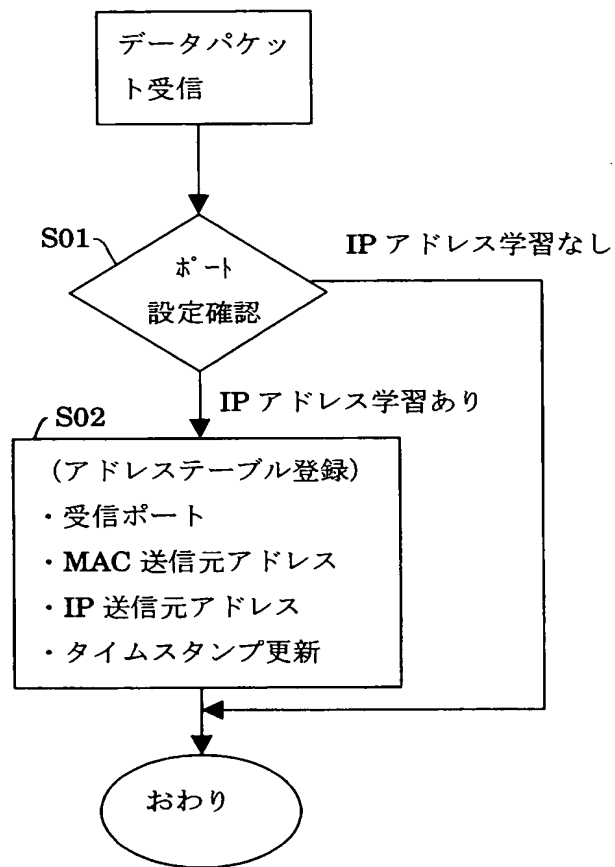 データパケッ
ト受信
S01
IP アドレス学習なし
ﾎﾟｰﾄ
設定確認
IP アドレス学習あり
S02
(アドレステーブル登録)
・受信ポート
・MAC 送信元アドレス
・IP 送信元アドレス
・タイムスタンプ更新
おわり